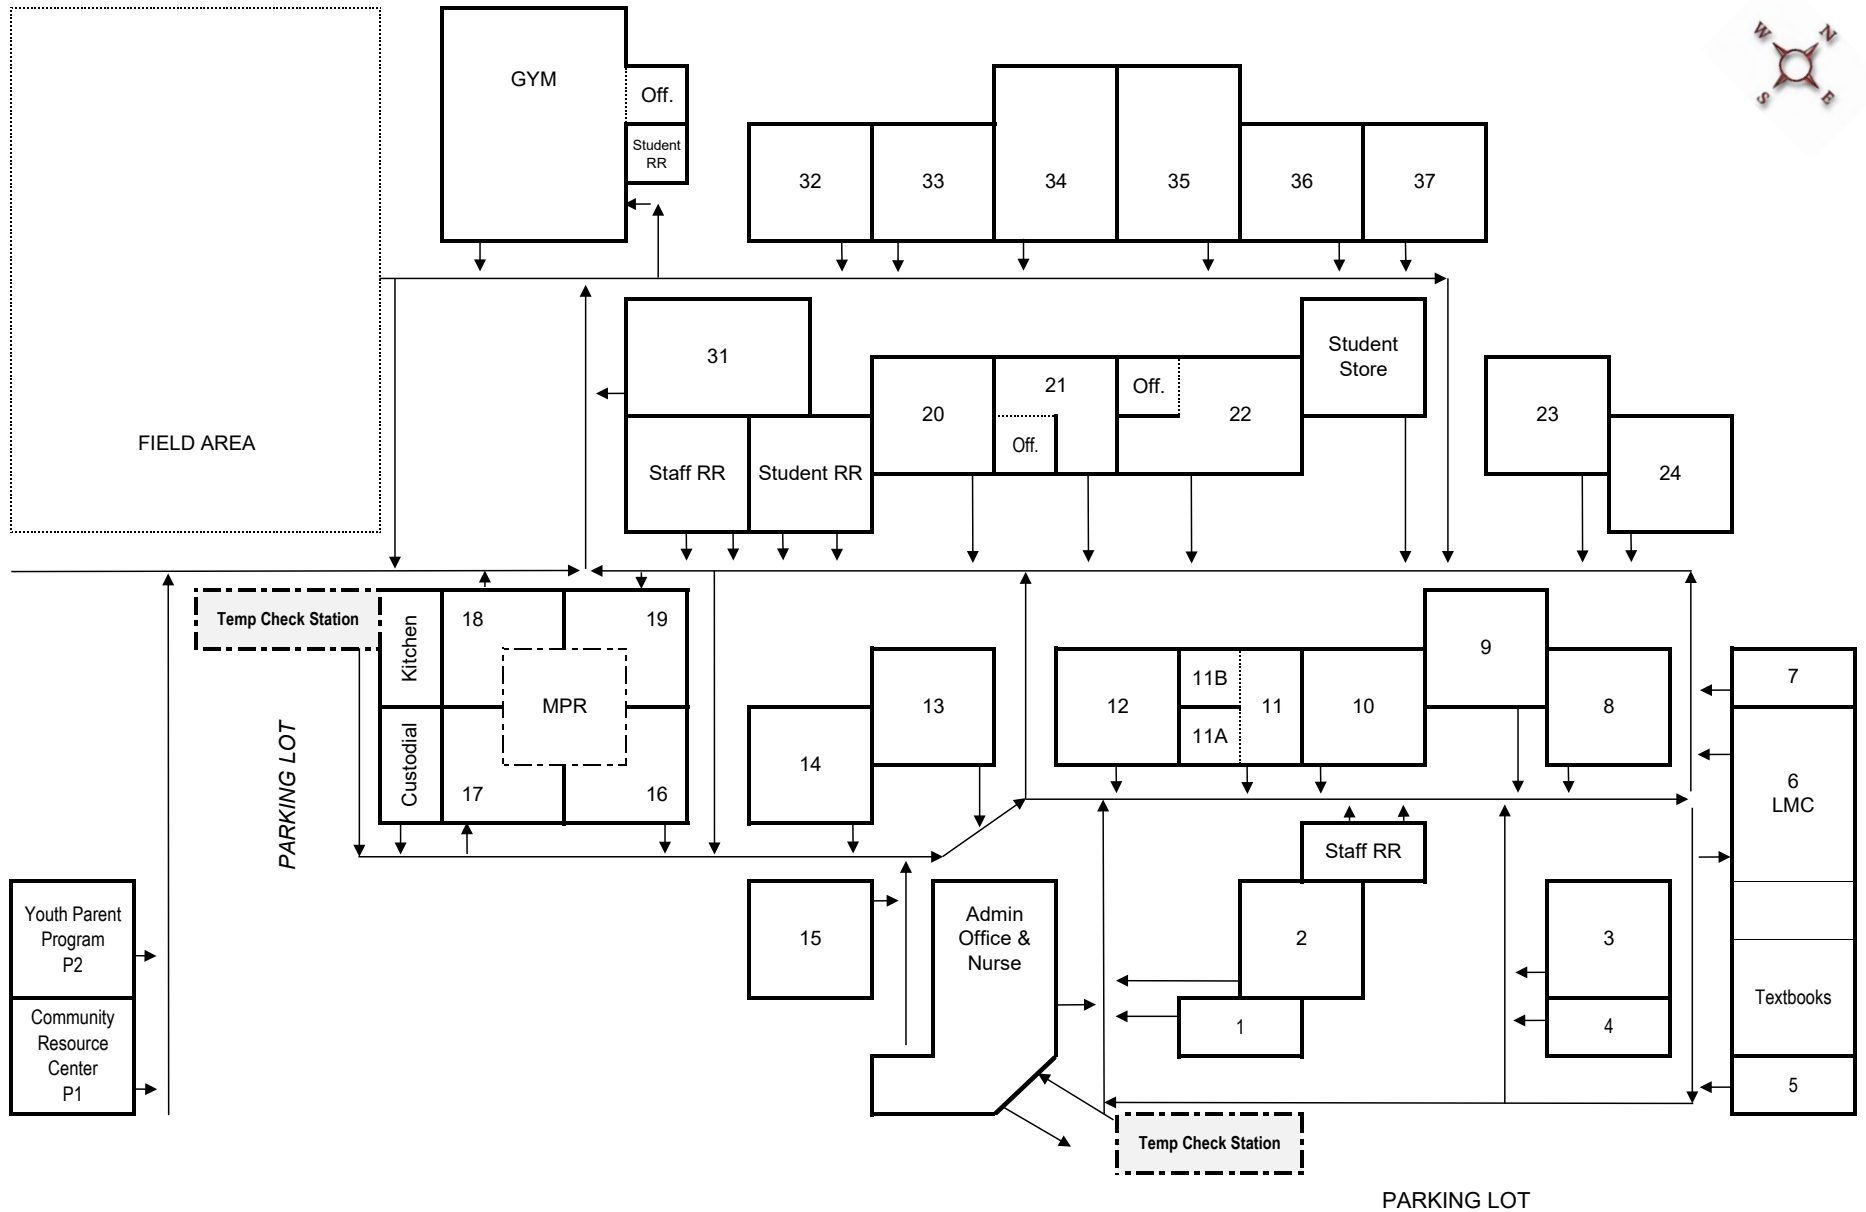 W
N
S
E
GYM
Off.
Student
RR
32
33
34
35
36
37
31
Student
Store
20
21
Off.
Off.
22
23
24
FIELD AREA
Staff RR
Student RR
Temp Check Station
Kitchen
18
19
MPR
Custodial
17
16
PARKING LOT
14
13
12
11B
11A
11
10
9
8
7
6
LMC
Staff RR
Youth Parent
Program
P2
Community
Resource
Center
P1
15
Admin
Office &
Nurse
2
1
3
4
Textbooks
5
Temp Check Station
PARKING LOT